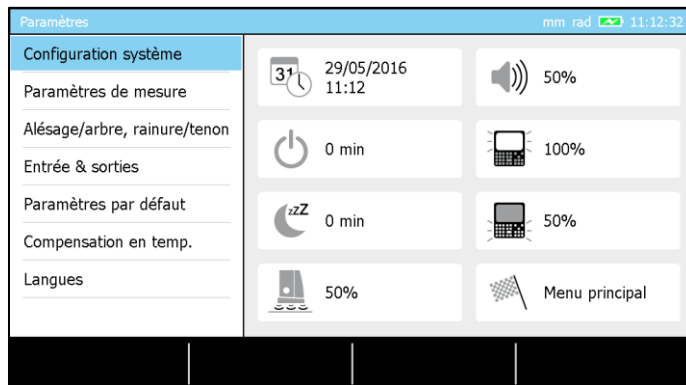 Paramètres
mm rad 11:12:32
Configuration système
Paramètres de mesure
Alésage/arbre, rainure/tenon
Entrée & sorties
Paramètres par défaut
Compensation en temp.
Langues
31
29/05/2016
11:12
50%
0 min
100%
zzZ
0 min
50%
50%
Menu principal